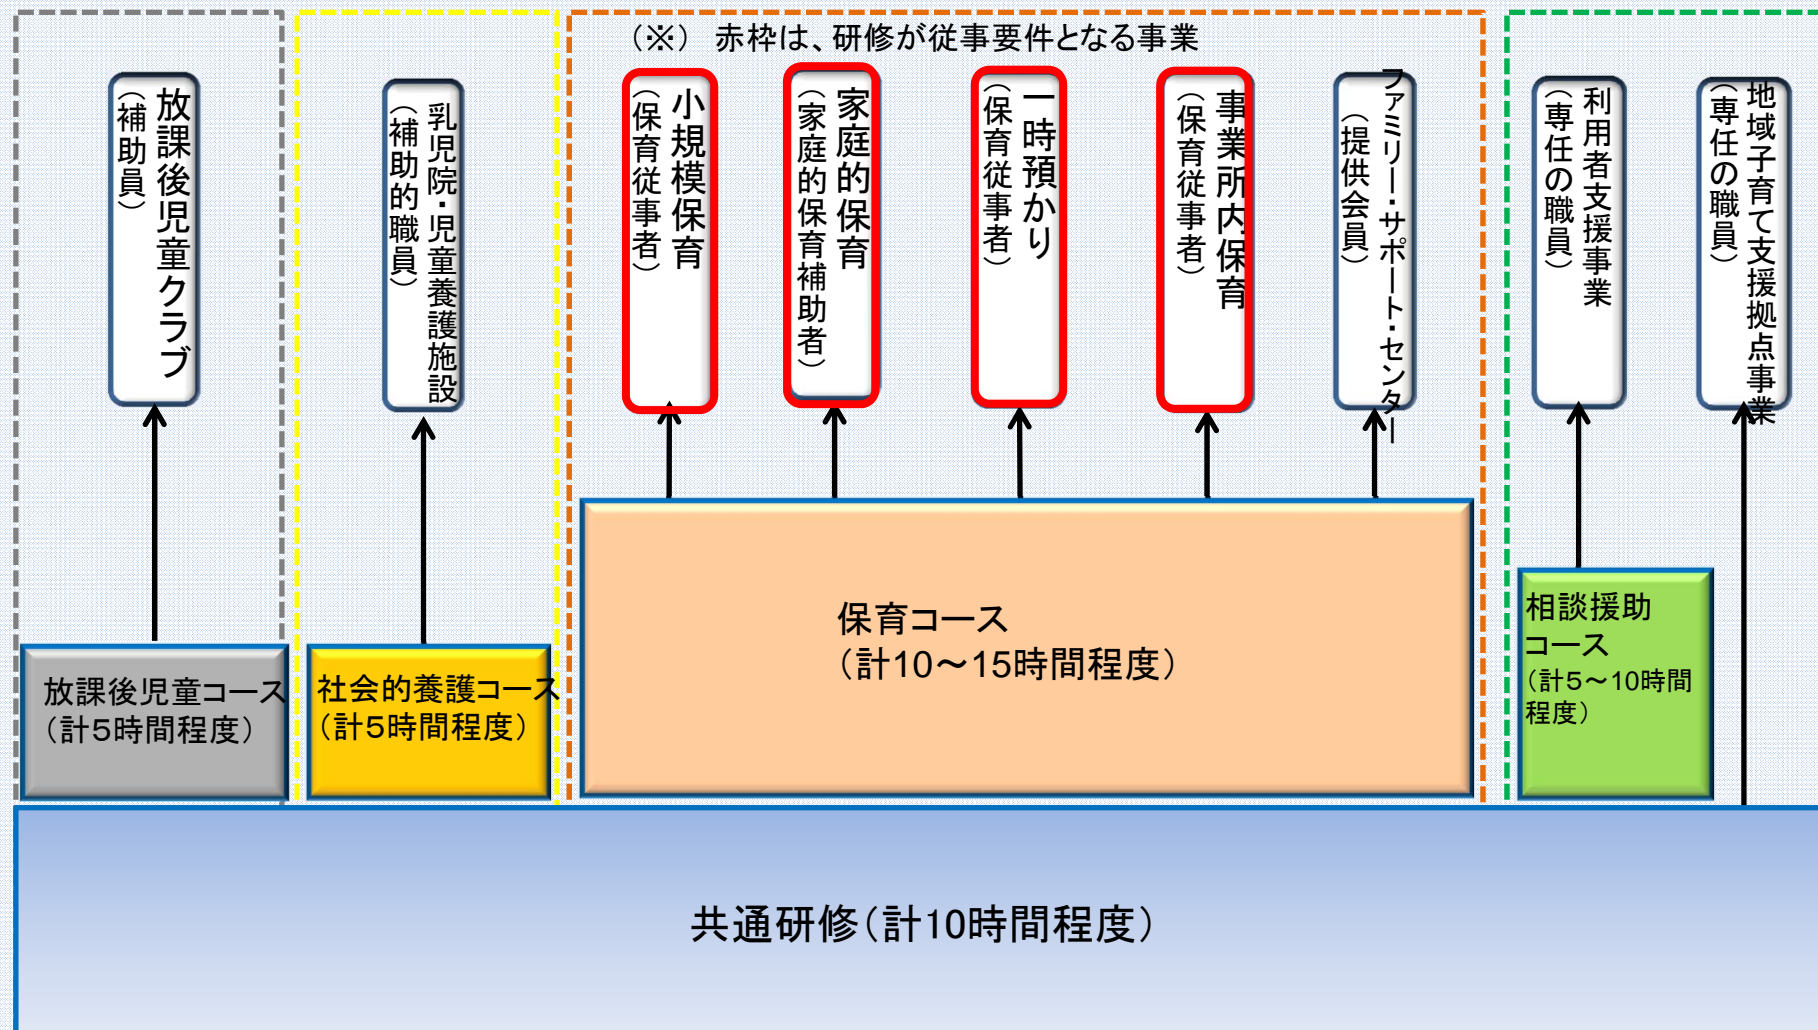 （※） 赤枠は、研修が従事要件となる事業
放課後児童クラブ
（補助員）
乳児院・児童養護施設
（補助的職員）
小規模保育
（保育従事者）
家庭的保育
（家庭的保育補助者）
一時預かり
（保育従事者）
事業所内保育
（保育従事者）
ファミリー・サポート・センター
（提供会員）
利用者支援事業
（専任の職員）
地域子育て支援拠点事業
（専任の職員）
放課後児童コース
（計５時間程度）
社会的養護コース
（計５時間程度）
保育コース
（計10～15時間程度）
相談援助
コース
（計５～10時間
程度）
共通研修（計10時間程度）